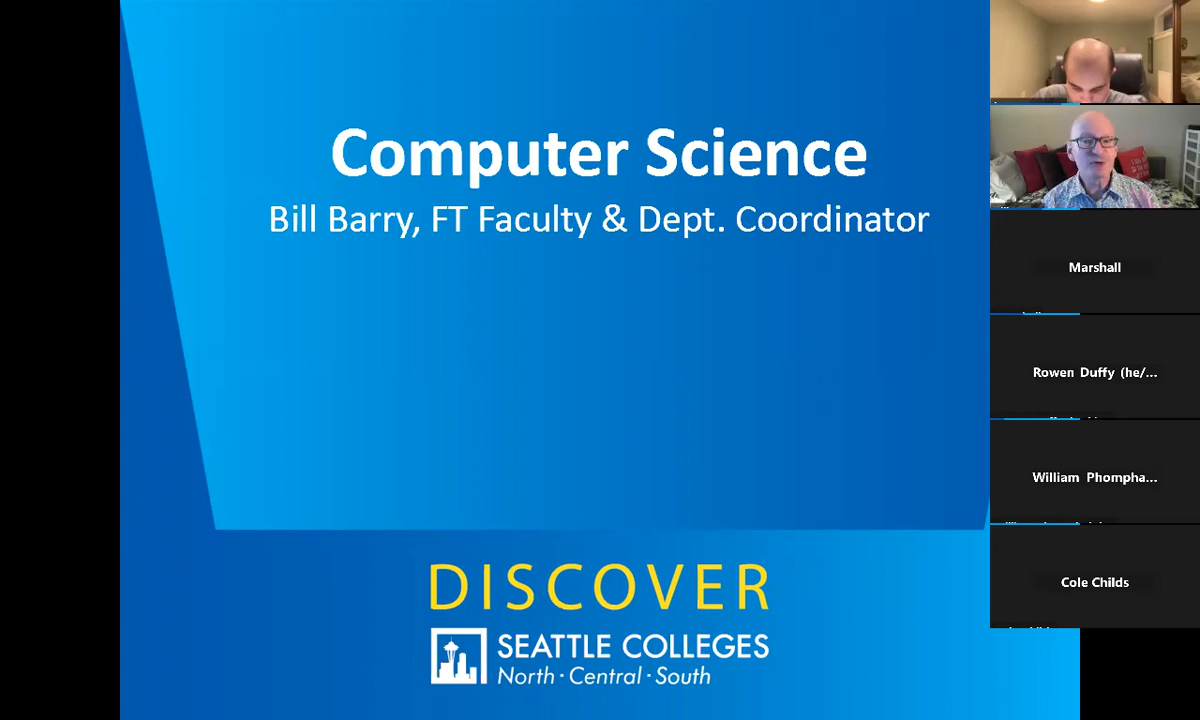 Computer Science
Bill Barry, FT Faculty & Dept. Coordinator
DISCOVER
SEATTLE COLLEGES
North · Central · South
Marshall
Rowen Duffy (he/...
William Phompha...
Cole Childs